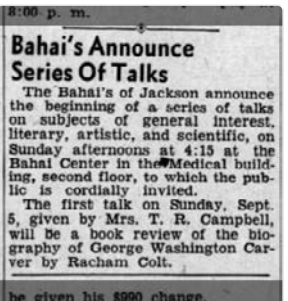 8:00 p. m.
Bahai's Announce
Series Of Talks
The Bahai's of Jackson announce
the beginning of a series of talks
on subjects of general interest,
literary, artistic, and scientific, on
Sunday afternoons at 4:15 at the
Bahai Center in the Medical build-
ing, second floor, to which the pub-
lic is cordially invited.
The first talk on Sunday, Sept.
5, given by Mrs. T. R. Campbell,
will be a book review of the bio-
graphy of George Washington Car-
ver by Racham Colt.
be given his $990 change.